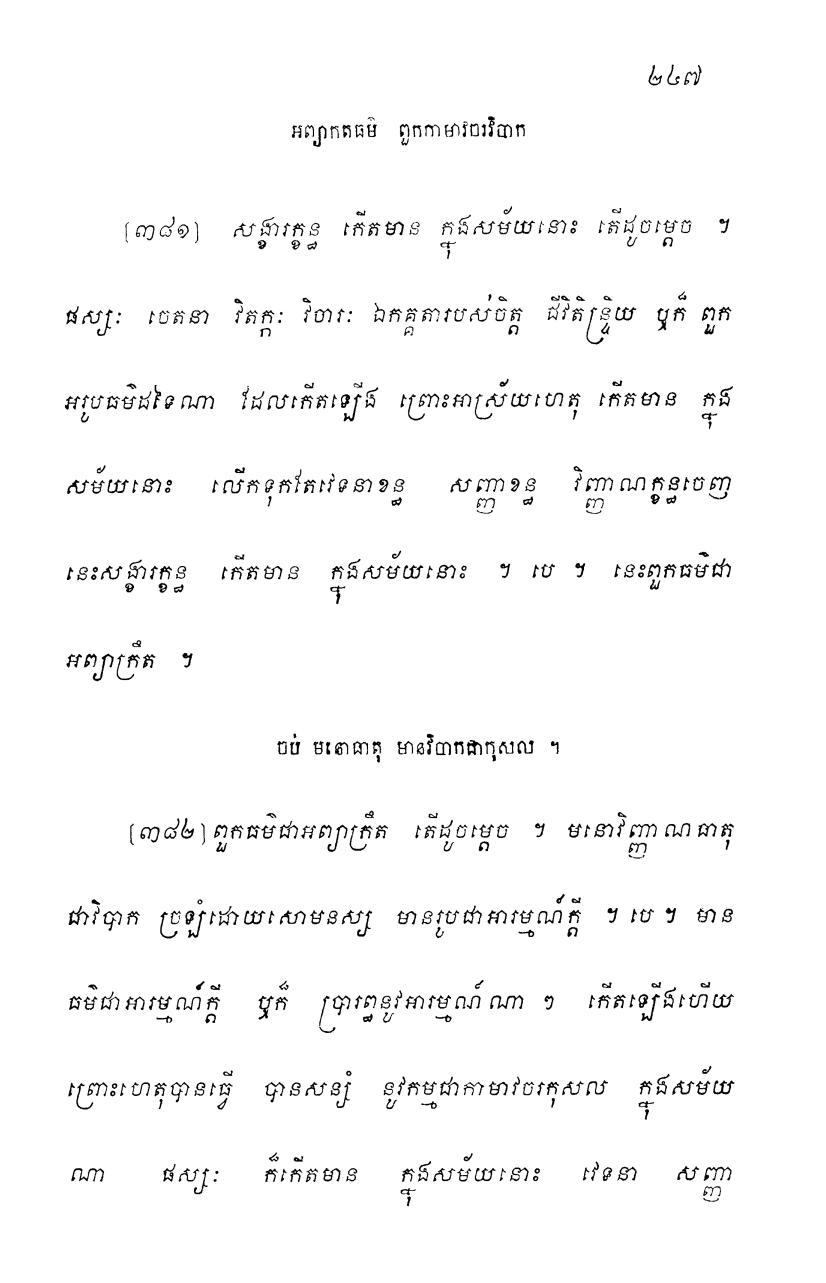 ២៤៧
អព្យាកតធម៌ ពួកកាមាវចរវិបាក
[៣៨១] សង្ខារក្ខន្ធ កើតមាន ក្នុងសម័យនោះ តើដូចម្តេច ។
ផស្សៈ ចេតនា វិតក្កៈ វិចារៈ ឯកគ្គតារបស់ចិត្ត ជីវិតិន្ទ្រិយ ឬក៏ ពួក
អរូបធម៌ដទៃណា ដែលកើតឡើង ព្រោះអាស្រ័យហេតុ កើតមាន ក្នុង
សម័យនោះ លើកទុកតែវេទនាខន្ធ សញ្ញាខន្ធ វិញ្ញាណក្ខន្ធចេញ
នេះសង្ខារក្ខន្ធ កើតមាន ក្នុងសម័យនោះ ។ បេ ។ នេះពួកធម៌ជា
អព្យាក្រឹត ។
ចប់ មនោធាតុ មានវិបាកជាកុសល ។
[៣៨២] ពួកធម៌ជាអព្យាក្រឹត តើដូចម្តេច ។ មនោវិញ្ញាណធាតុ
ជាវិបាក ច្រឡំដោយសោមនស្ស មានរូបជាអារម្មណ៍ក្តី ។ បេ ។ មាន
ធម៌ជាអារម្មណ៍ក្តី ឬក៏ ប្រារព្ធនូវអារម្មណ៍ណា ៗ កើតឡើងហើយ
ព្រោះហេតុបានធ្វើ បានសន្សំ នូវកម្មជាកាមាវចរកុសល ក្នុងសម័យ
ណា ផស្សៈ ក៏កើតមាន ក្នុងសម័យនោះ វេទនា សញ្ញា